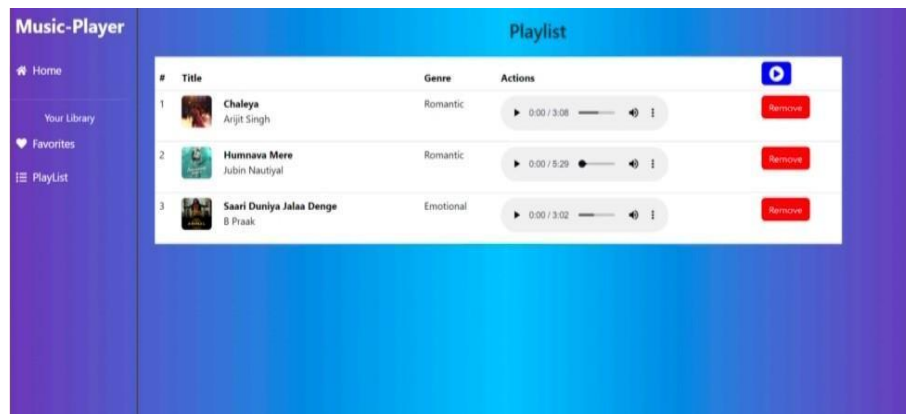 Music-Player
Home
Your Library
Favorites
PlayList
Playlist
# Title Genre Actions
1 Chaleya Romantic 0:00 / 3:08 Remove
Arijit Singh
2 Humnava Mere Romantic 0:00 / 5:29 Remove
Jubin Nautiyal
3 Saari Duniya Jalaa Denge Emotional 0:00 / 3:02 Remove
B Praak